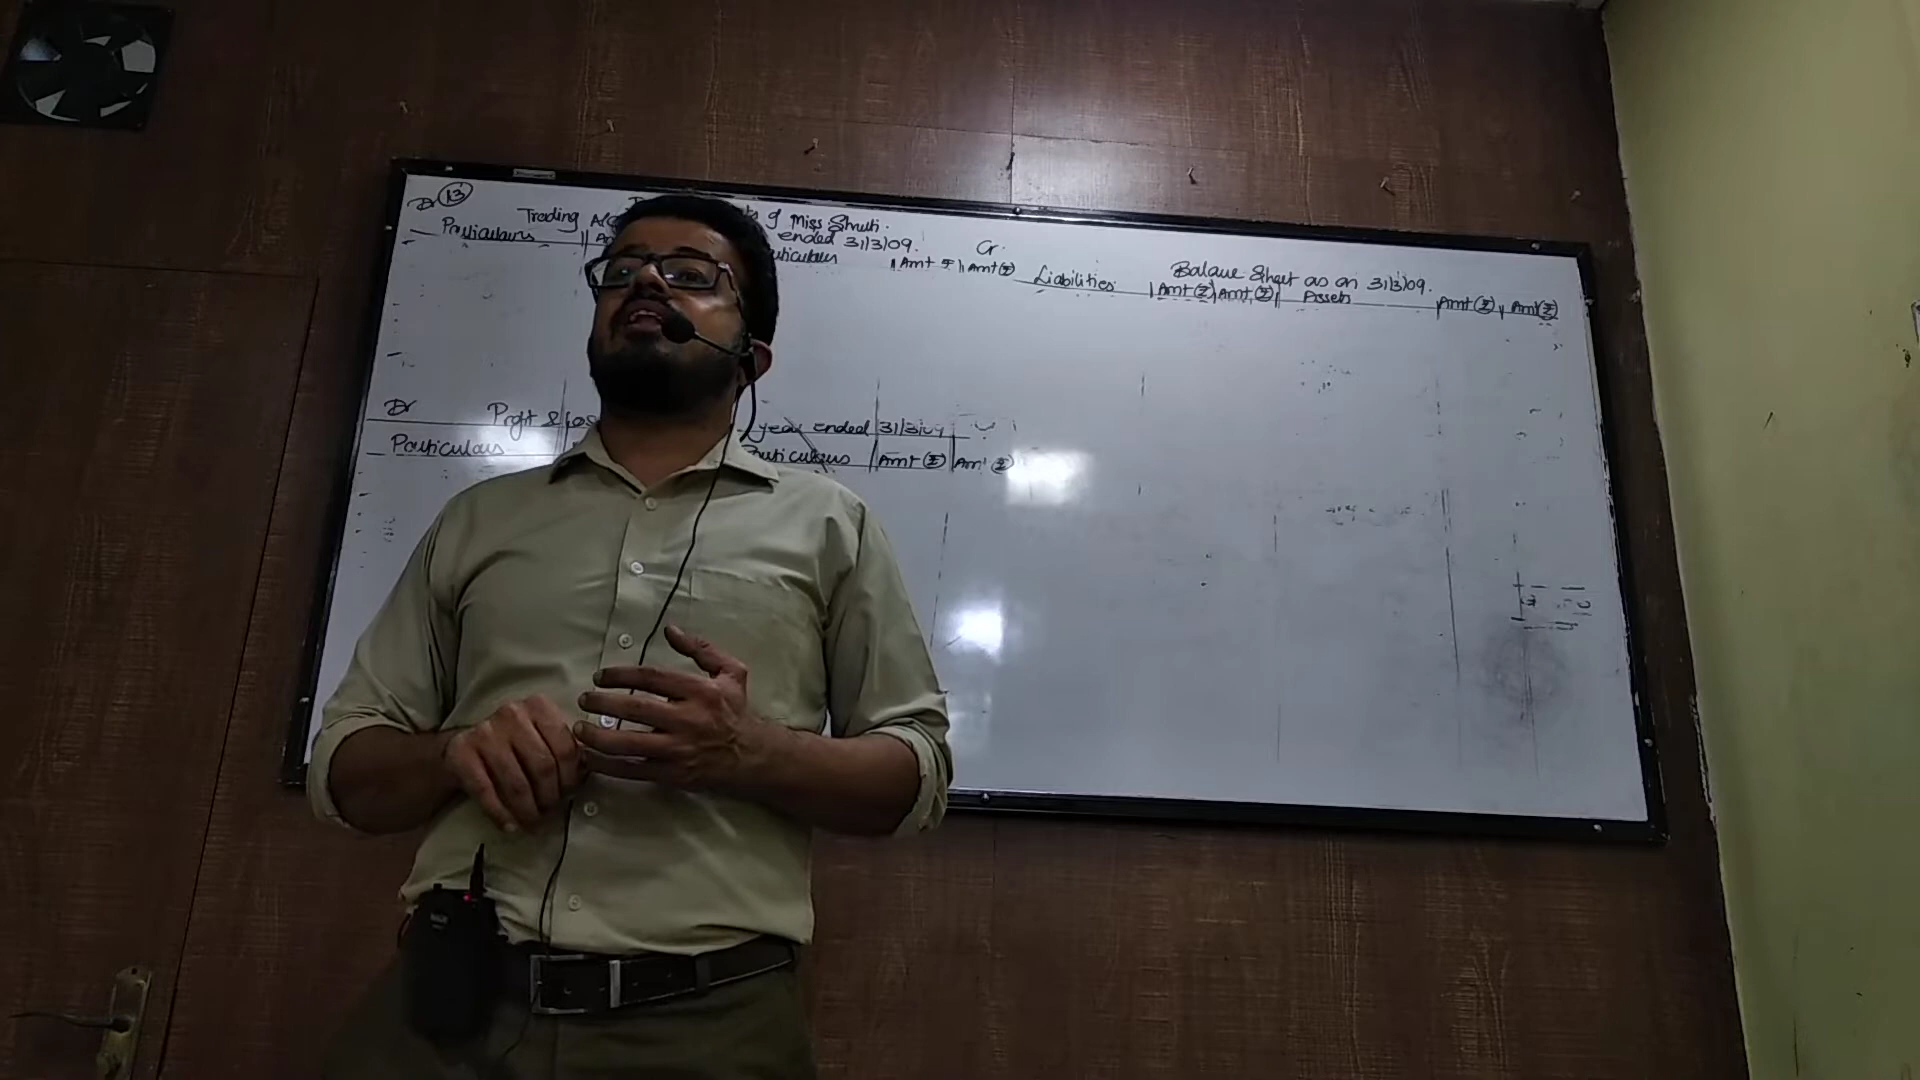 Dr 13
Trading A/c of Miss Shruti.
ended 31/3/09. Cr.
Particulars Particulars Amt ₹ Amt(₹)
Balance Sheet as on 31/3/09.
Liabilities Amt(₹) Amt(₹) Assets Amt(₹) Amt(₹)
Dr Profit & Loss year ended 31/3/09
Particulars Particulars Amt(₹) Amt(₹)